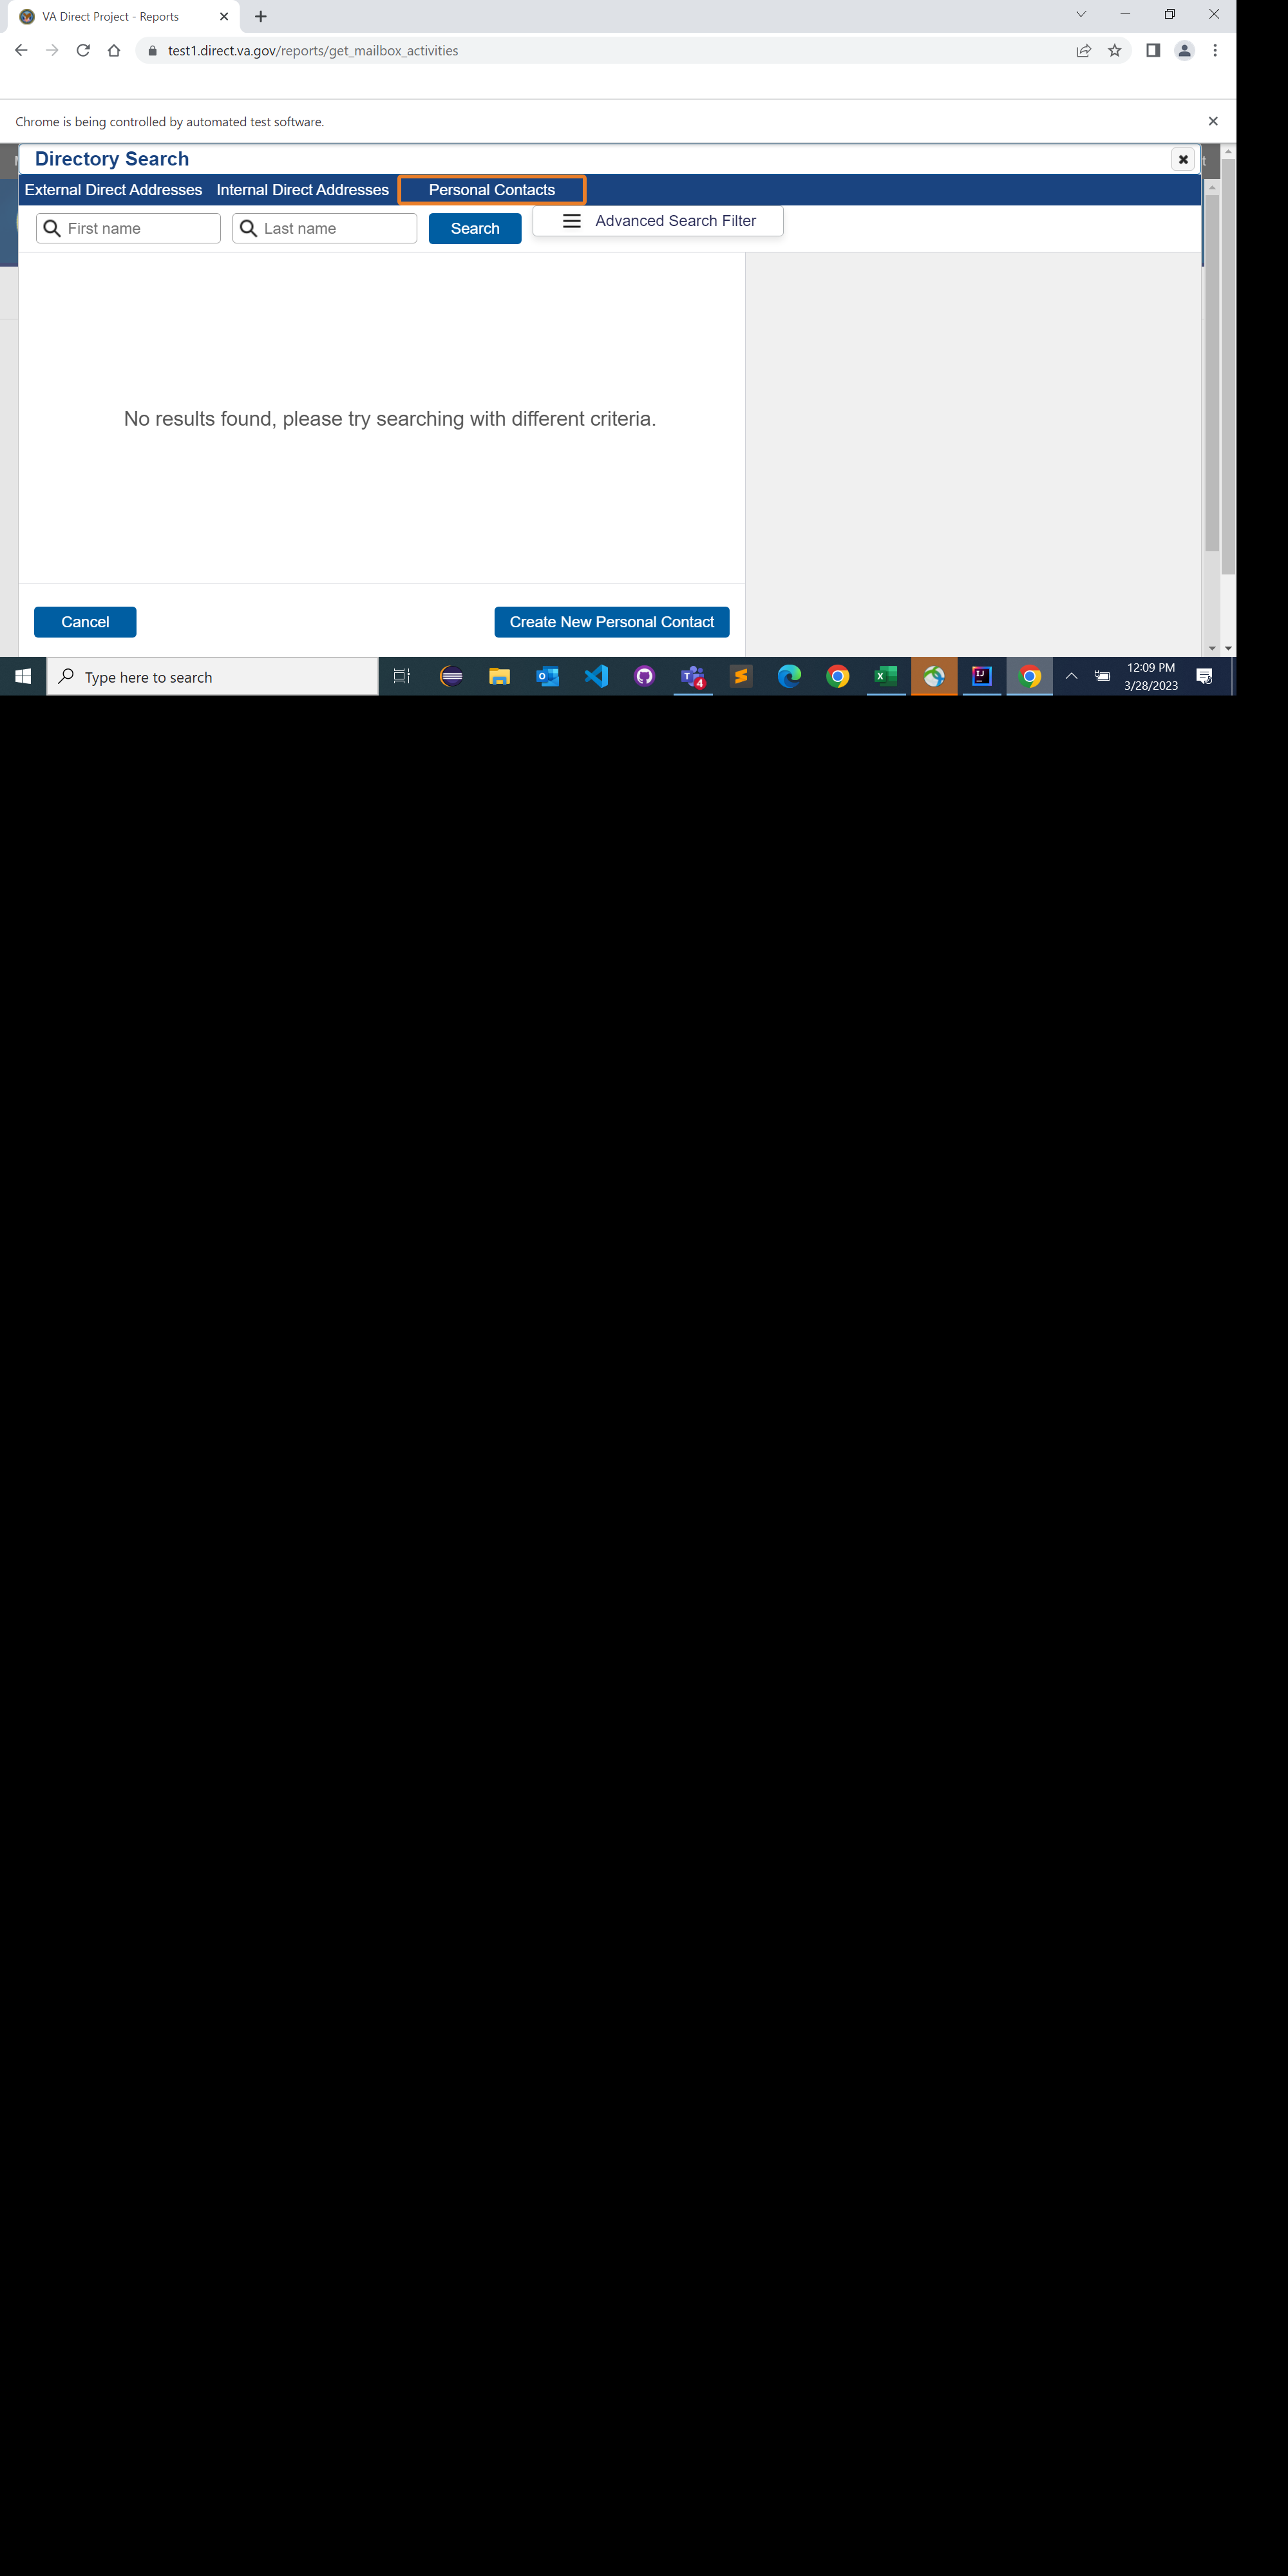 VA Direct Project - Reports
test1.direct.va.gov/reports/get_mailbox_activities
Chrome is being controlled by automated test software.
Directory Search
External Direct Addresses Internal Direct Addresses Personal Contacts
First name Last name Search Advanced Search Filter
No results found, please try searching with different criteria.
Cancel Create New Personal Contact
Type here to search
4
12:09 PM
3/28/2023